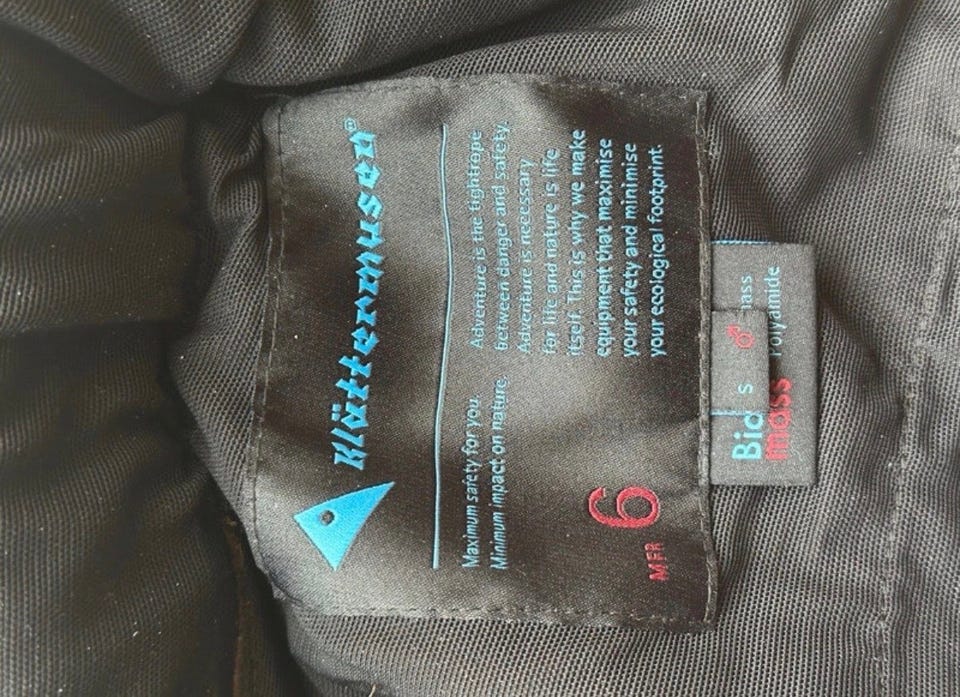 Klättermusen®
Maximum safety for you.
Minimum impact on nature.
Adventure is the tightrope
between danger and safety.
Adventure is necessary
for life and nature is life
itself. This is why we make
equipment that maximise
your safety and minimise
your ecological footprint.
MFR 6
S ♂
mass
Polyamide